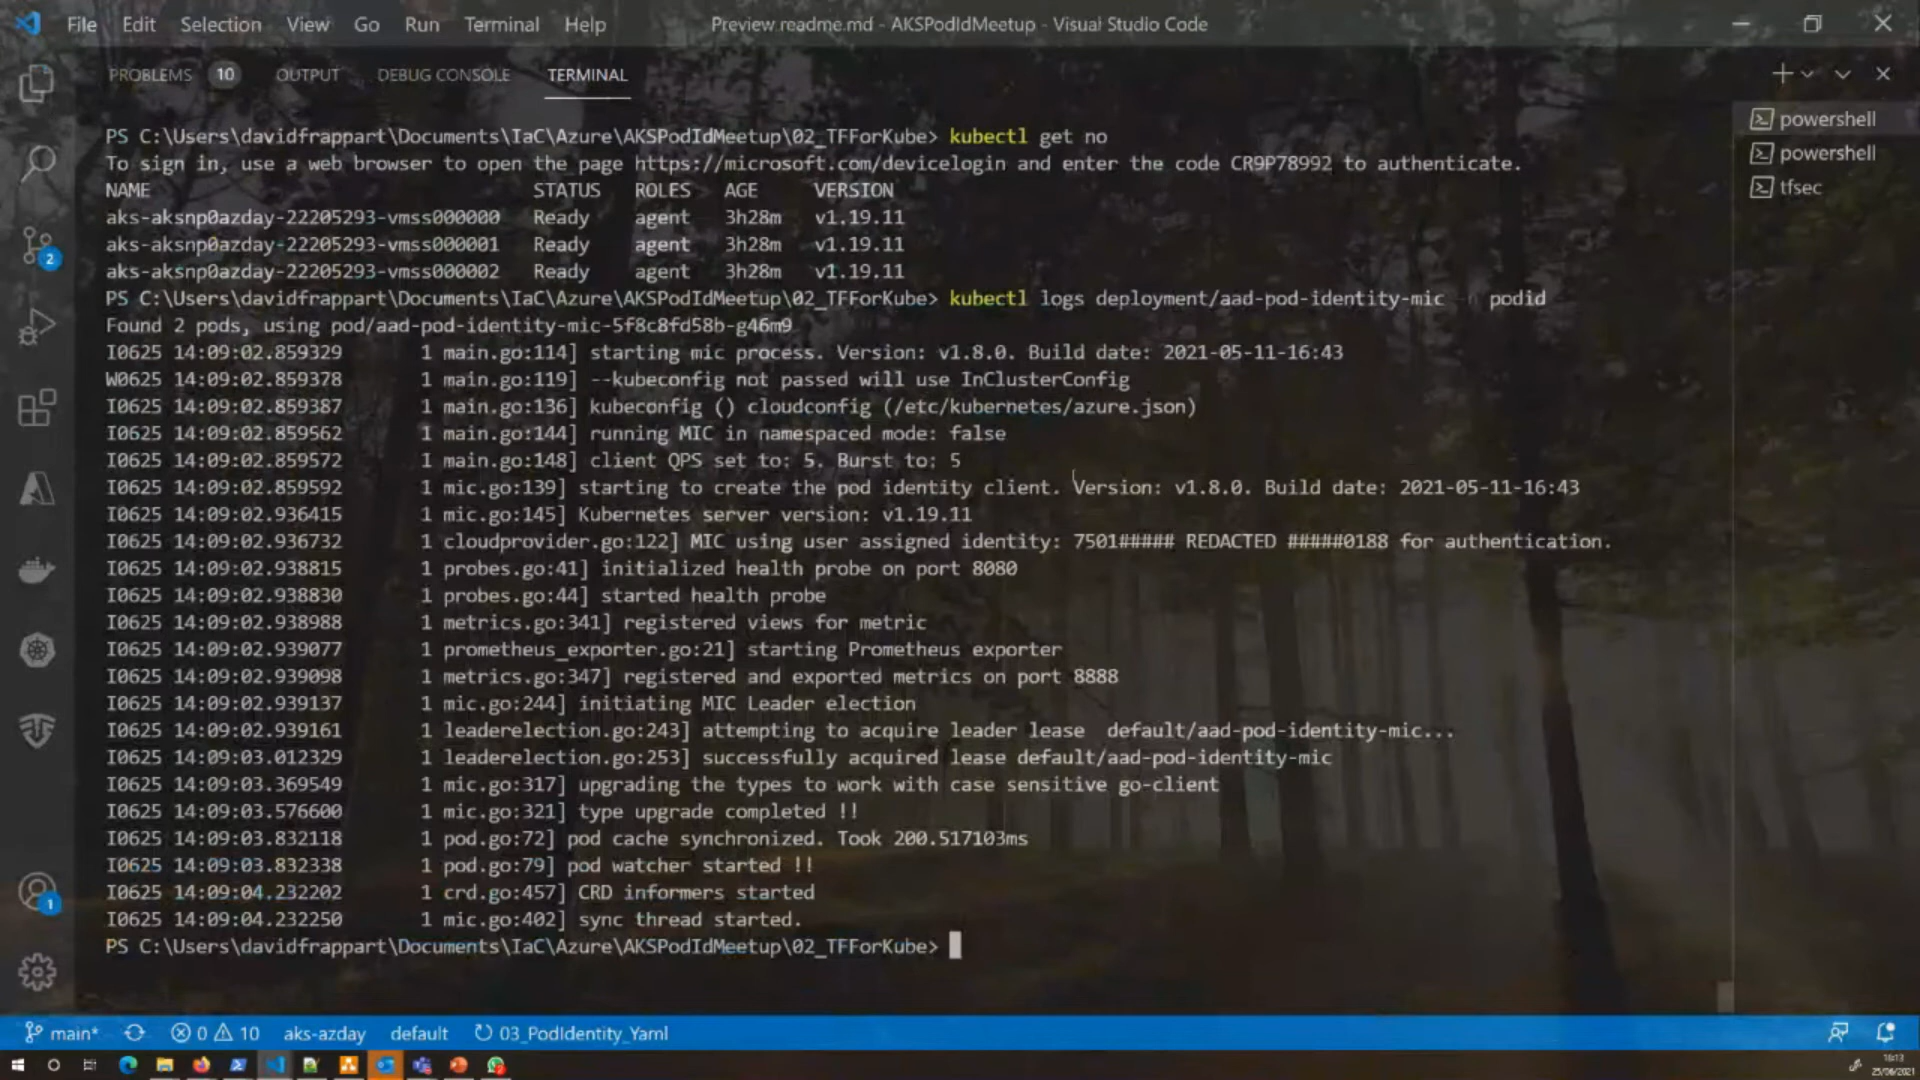 File Edit Selection View Go Run Terminal Help Preview readme.md - AKSPodIdMeetup - Visual Studio Code
PROBLEMS 10 OUTPUT DEBUG CONSOLE TERMINAL
powershell
powershell
tfsec
PS C:\Users\davidfrappart\Documents\IaC\Azure\AKSPodIdMeetup\02_TFForKube> kubectl get no
To sign in, use a web browser to open the page https://microsoft.com/devicelogin and enter the code CR9P78992 to authenticate.
NAME STATUS ROLES AGE VERSION
aks-aksnp0azday-22205293-vmss000000 Ready agent 3h28m v1.19.11
aks-aksnp0azday-22205293-vmss000001 Ready agent 3h28m v1.19.11
aks-aksnp0azday-22205293-vmss000002 Ready agent 3h28m v1.19.11
PS C:\Users\davidfrappart\Documents\IaC\Azure\AKSPodIdMeetup\02_TFForKube> kubectl logs deployment/aad-pod-identity-mic -n podid
Found 2 pods, using pod/aad-pod-identity-mic-5f8c8fd58b-g46m9
I0625 14:09:02.859329 1 main.go:114] starting mic process. Version: v1.8.0. Build date: 2021-05-11-16:43
W0625 14:09:02.859378 1 main.go:119] --kubeconfig not passed will use InClusterConfig
I0625 14:09:02.859387 1 main.go:136] kubeconfig () cloudconfig (/etc/kubernetes/azure.json)
I0625 14:09:02.859562 1 main.go:144] running MIC in namespaced mode: false
I0625 14:09:02.859572 1 main.go:148] client QPS set to: 5. Burst to: 5
I0625 14:09:02.859592 1 mic.go:139] starting to create the pod identity client. Version: v1.8.0. Build date: 2021-05-11-16:43
I0625 14:09:02.936415 1 mic.go:145] Kubernetes server version: v1.19.11
I0625 14:09:02.936732 1 cloudprovider.go:122] MIC using user assigned identity: 7501##### REDACTED #####0188 for authentication.
I0625 14:09:02.938815 1 probes.go:41] initialized health probe on port 8080
I0625 14:09:02.938830 1 probes.go:44] started health probe
I0625 14:09:02.938988 1 metrics.go:341] registered views for metric
I0625 14:09:02.939077 1 prometheus_exporter.go:21] starting Prometheus exporter
I0625 14:09:02.939098 1 metrics.go:347] registered and exported metrics on port 8888
I0625 14:09:02.939137 1 mic.go:244] initiating MIC Leader election
I0625 14:09:02.939161 1 leaderelection.go:243] attempting to acquire leader lease default/aad-pod-identity-mic...
I0625 14:09:03.012329 1 leaderelection.go:253] successfully acquired lease default/aad-pod-identity-mic
I0625 14:09:03.369549 1 mic.go:317] upgrading the types to work with case sensitive go-client
I0625 14:09:03.576600 1 mic.go:321] type upgrade completed !!
I0625 14:09:03.832118 1 pod.go:72] pod cache synchronized. Took 200.517103ms
I0625 14:09:03.832338 1 pod.go:79] pod watcher started !!
I0625 14:09:04.232202 1 crd.go:457] CRD informers started
I0625 14:09:04.232250 1 mic.go:402] sync thread started.
PS C:\Users\davidfrappart\Documents\IaC\Azure\AKSPodIdMeetup\02_TFForKube>
2
1
main* 0 10 aks-azday default 03_PodIdentity_Yaml
18:13
25/06/2021